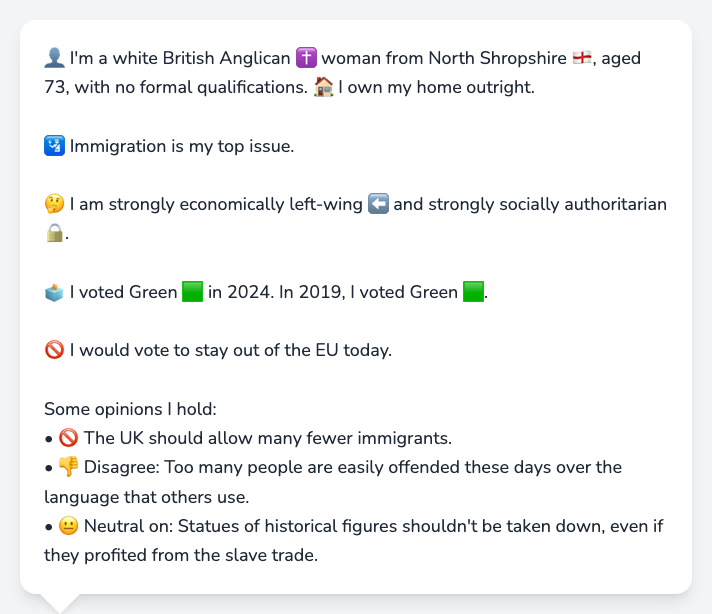 👤 I'm a white British Anglican ✝️ woman from North Shropshire 🏴󠁧󠁢󠁥󠁮󠁧󠁿, aged
73, with no formal qualifications. 🏠 I own my home outright.
🛂 Immigration is my top issue.
🤔 I am strongly economically left-wing ⬅️ and strongly socially authoritarian
🔒.
🗳️ I voted Green 🟩 in 2024. In 2019, I voted Green 🟩.
🚫 I would vote to stay out of the EU today.
Some opinions I hold:
• 🚫 The UK should allow many fewer immigrants.
• 👎 Disagree: Too many people are easily offended these days over the
language that others use.
• 😐 Neutral on: Statues of historical figures shouldn't be taken down, even if
they profited from the slave trade.